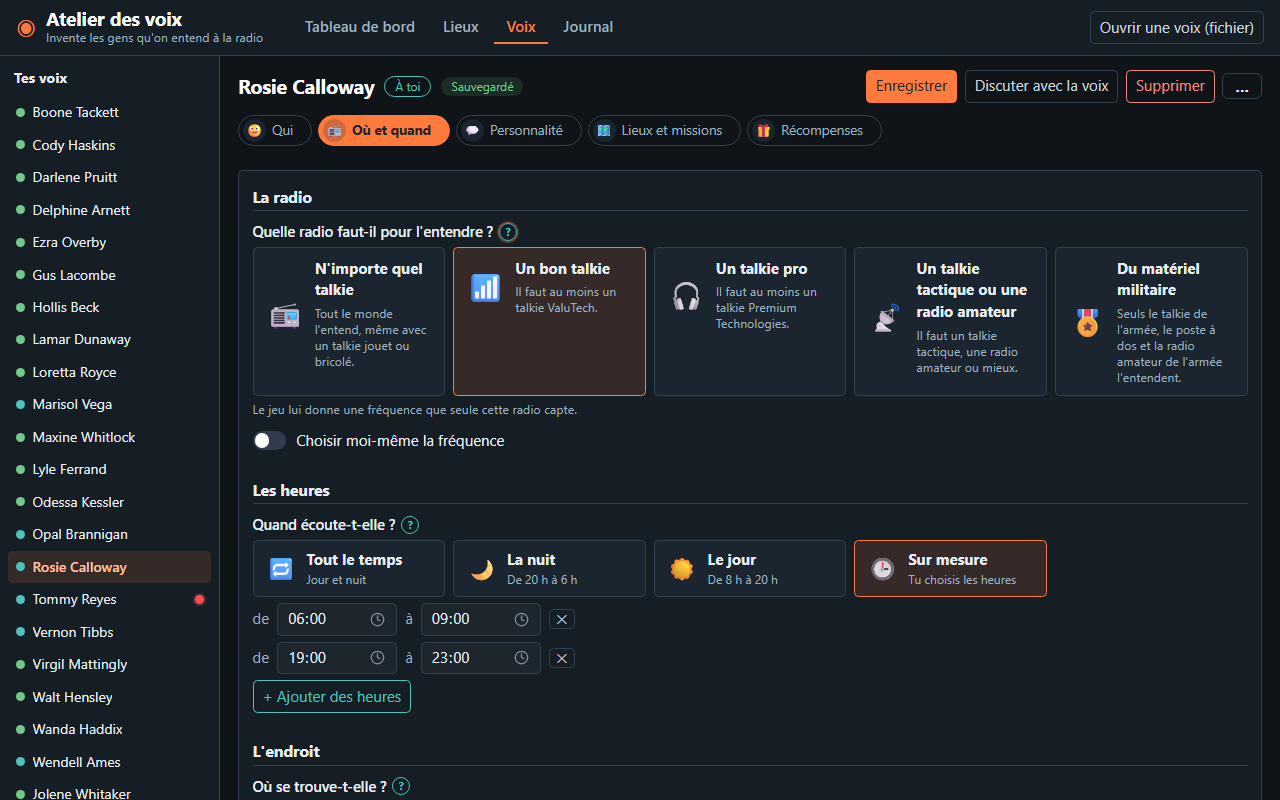 Atelier des voix
Invente les gens qu'on entend à la radio
Tableau de bord
Lieux
Voix
Journal
Ouvrir une voix (fichier)
Tes voix
Boone Tackett
Cody Haskins
Darlene Pruitt
Delphine Arnett
Ezra Overby
Gus Lacombe
Hollis Beck
Lamar Dunaway
Loretta Royce
Marisol Vega
Maxine Whitlock
Lyle Ferrand
Odessa Kessler
Opal Brannigan
Rosie Calloway
Tommy Reyes
Vernon Tibbs
Virgil Mattingly
Walt Hensley
Wanda Haddix
Wendell Ames
Jolene Whitaker
Rosie Calloway
À toi
Sauvegardé
Enregistrer
Discuter avec la voix
Supprimer
...
Qui
Où et quand
Personnalité
Lieux et missions
Récompenses
La radio
Quelle radio faut-il pour l'entendre ? ?
N'importe quel
talkie
Tout le monde
l'entend, même avec
un talkie jouet ou
bricolé.
Un bon talkie
Il faut au moins un
talkie ValuTech.
Un talkie pro
Il faut au moins un
talkie Premium
Technologies.
Un talkie
tactique ou une
radio amateur
Il faut un talkie
tactique, une radio
amateur ou mieux.
Du matériel
militaire
Seuls le talkie de
l'armée, le poste à
dos et la radio
amateur de l'armée
l'entendent.
Le jeu lui donne une fréquence que seule cette radio capte.
Choisir moi-même la fréquence
Les heures
Quand écoute-t-elle ? ?
Tout le temps
Jour et nuit
La nuit
De 20 h à 6 h
Le jour
De 8 h à 20 h
Sur mesure
Tu choisis les heures
de 06:00 à 09:00
de 19:00 à 23:00
+ Ajouter des heures
L'endroit
Où se trouve-t-elle ? ?